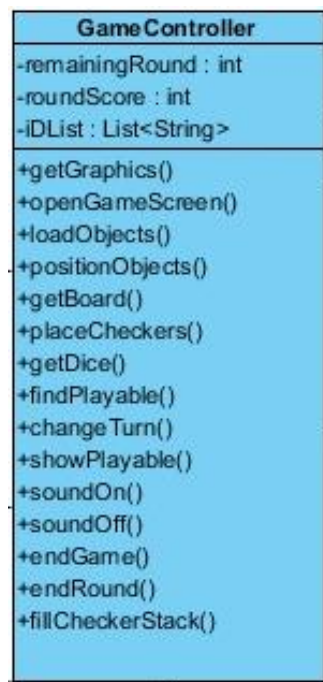 GameController
-remainingRound : int
-roundScore : int
-iDList : List<String>
+getGraphics()
+openGameScreen()
+loadObjects()
+positionObjects()
+getBoard()
+placeCheckers()
+getDice()
+findPlayable()
+changeTurn()
+showPlayable()
+soundOn()
+soundOff()
+endGame()
+endRound()
+fillCheckerStack()